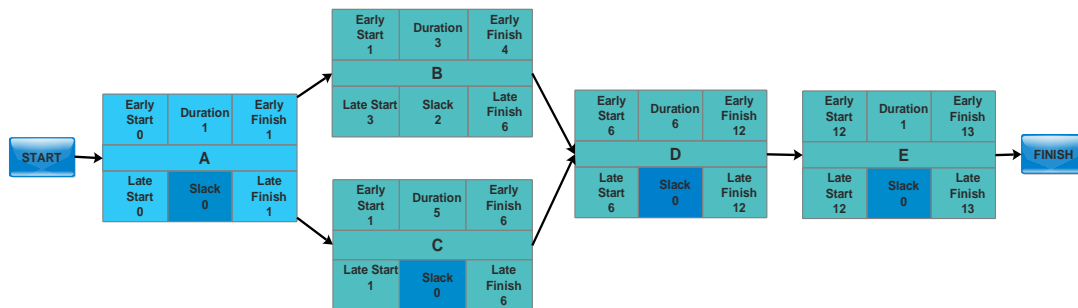 START
Early
Start
0
Duration
1
Early
Finish
1
A
Late
Start
0
Slack
0
Late
Finish
1
Early
Start
1
Duration
3
Early
Finish
4
B
Late Start
3
Slack
2
Late
Finish
6
Early
Start
1
Duration
5
Early
Finish
6
C
Late Start
1
Slack
0
Late
Finish
6
Early
Start
6
Duration
6
Early
Finish
12
D
Late
Start
6
Slack
0
Late
Finish
12
Early
Start
12
Duration
1
Early
Finish
13
E
Late
Start
12
Slack
0
Late
Finish
13
FINISH